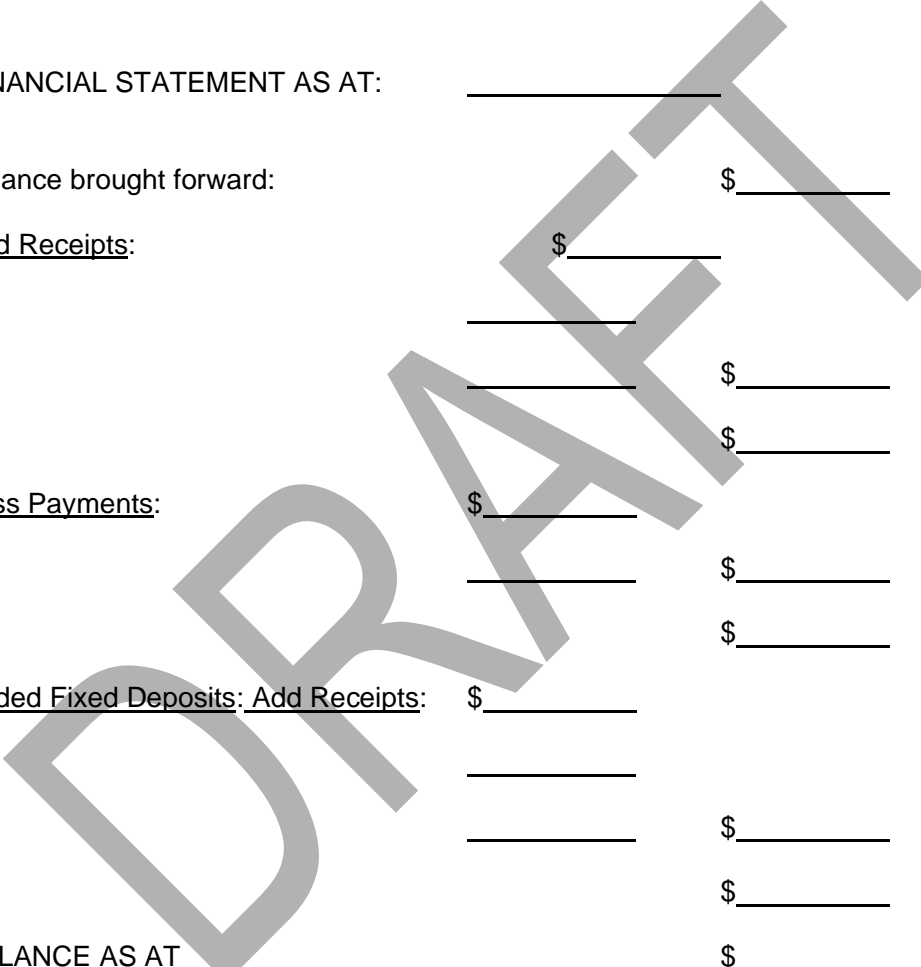 NANCIAL STATEMENT AS AT: 
ance brought forward: $
d Receipts: $
$
$
ss Payments: $
$
$
ded Fixed Deposits: Add Receipts: $
$
$
LANCE AS AT $
DRAFT